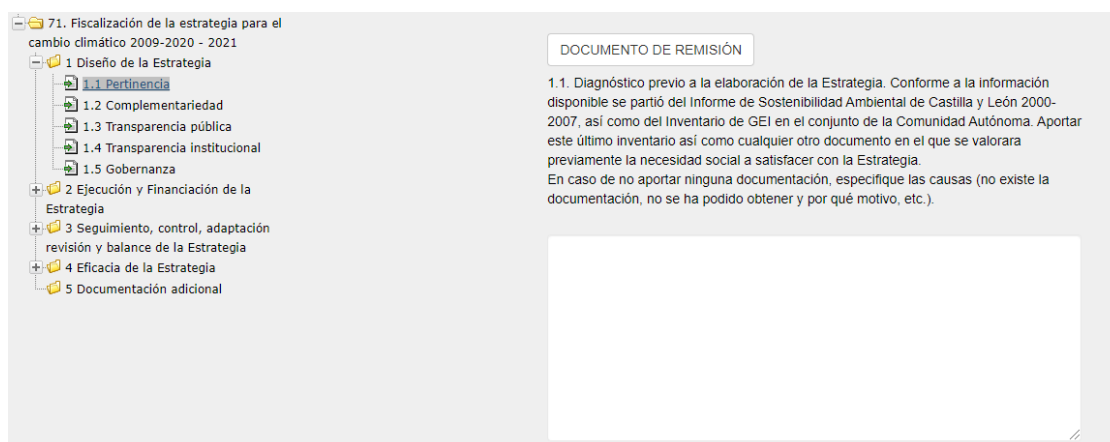 71. Fiscalización de la estrategia para el
cambio climático 2009-2020 - 2021
1 Diseño de la Estrategia
1.1 Pertinencia
1.2 Complementariedad
1.3 Transparencia pública
1.4 Transparencia institucional
1.5 Gobernanza
2 Ejecución y Financiación de la
Estrategia
3 Seguimiento, control, adaptación
revisión y balance de la Estrategia
4 Eficacia de la Estrategia
5 Documentación adicional
DOCUMENTO DE REMISIÓN
1.1. Diagnóstico previo a la elaboración de la Estrategia. Conforme a la información
disponible se partió del Informe de Sostenibilidad Ambiental de Castilla y León 2000-
2007, así como del Inventario de GEI en el conjunto de la Comunidad Autónoma. Aportar
este último inventario así como cualquier otro documento en el que se valorara
previamente la necesidad social a satisfacer con la Estrategia.
En caso de no aportar ninguna documentación, especifique las causas (no existe la
documentación, no se ha podido obtener y por qué motivo, etc.).